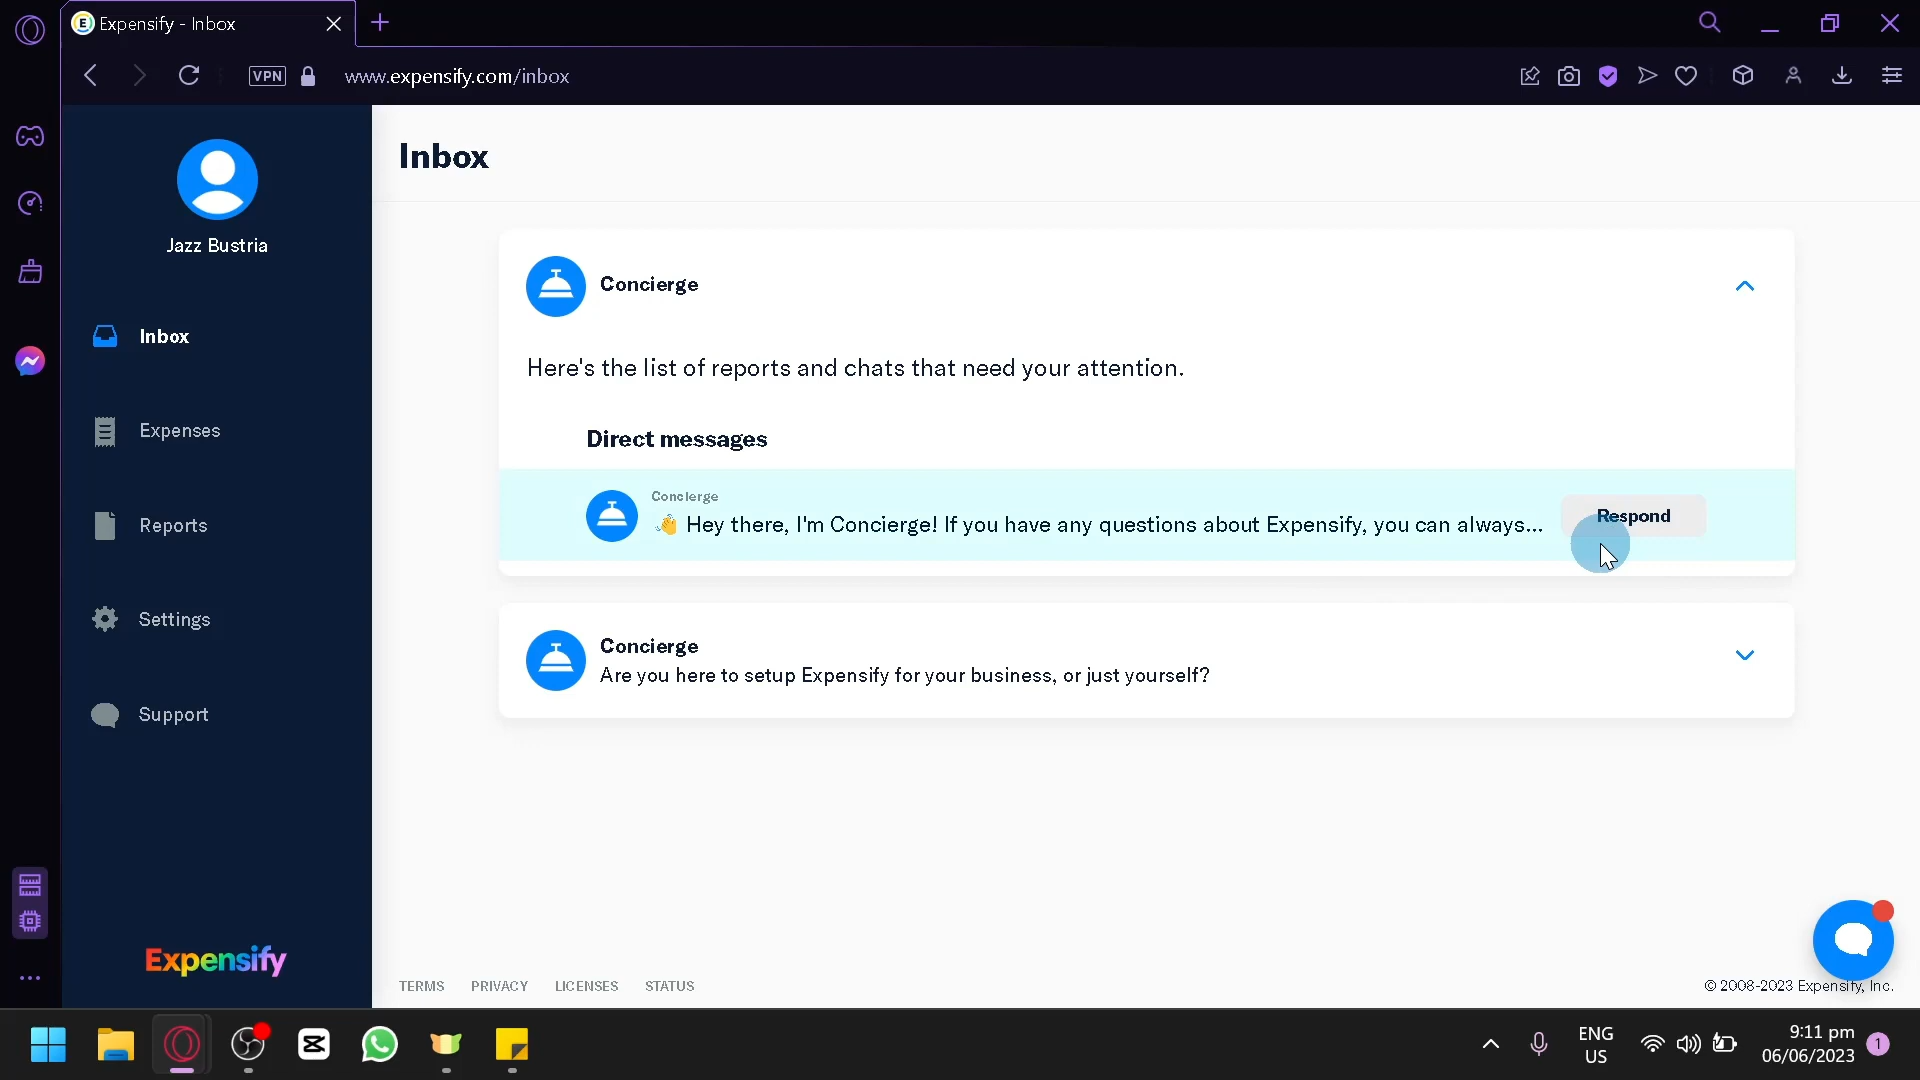 Expensify - Inbox
VPN
www.expensify.com/inbox
Jazz Bustria
Inbox
Expenses
Reports
Settings
Support
Expensify
Inbox
Concierge
Here's the list of reports and chats that need your attention.
Direct messages
Concierge
👋 Hey there, I'm Concierge! If you have any questions about Expensify, you can always...
Respond
Concierge
Are you here to setup Expensify for your business, or just yourself?
TERMS PRIVACY LICENSES STATUS
© 2008-2023 Expensify, Inc.
ENG
US
9:11 pm
06/06/2023
1